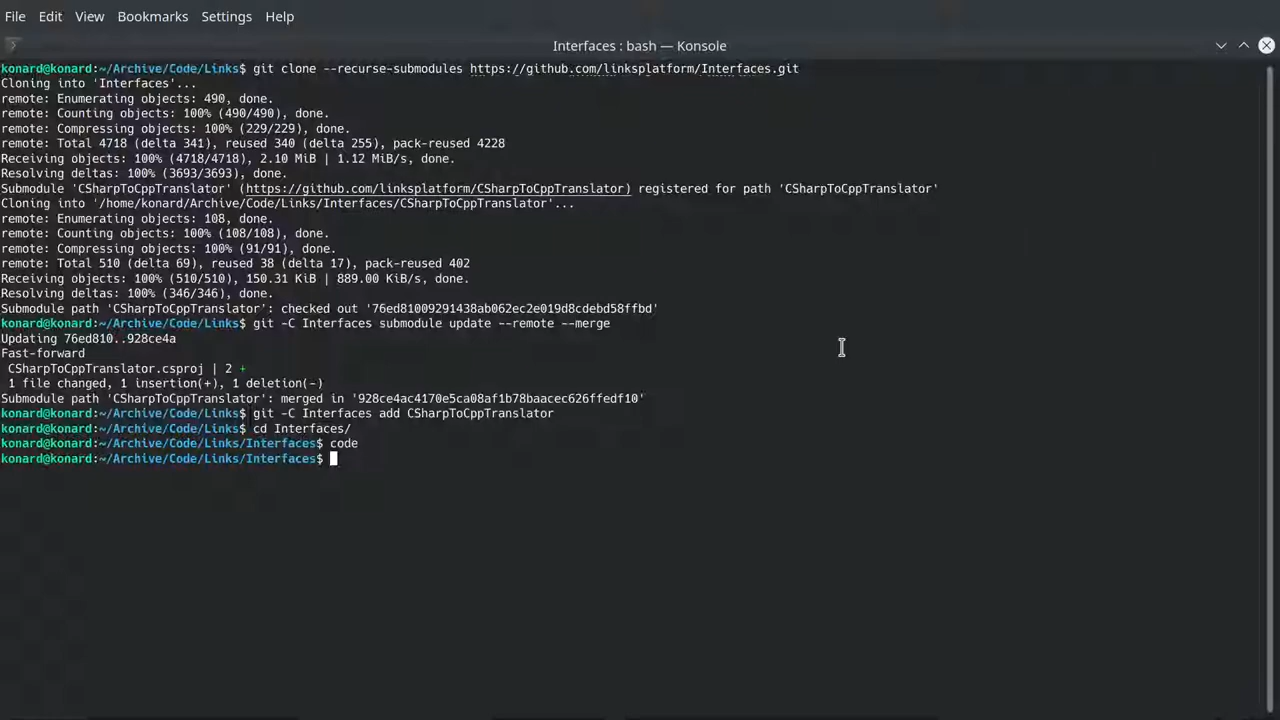 File Edit View Bookmarks Settings Help
Interfaces : bash — Konsole
konard@konard:~/Archive/Code/Links$ git clone --recurse-submodules https://github.com/linksplatform/Interfaces.git
Cloning into 'Interfaces'...
remote: Enumerating objects: 490, done.
remote: Counting objects: 100% (490/490), done.
remote: Compressing objects: 100% (229/229), done.
remote: Total 4718 (delta 341), reused 340 (delta 255), pack-reused 4228
Receiving objects: 100% (4718/4718), 2.10 MiB | 1.12 MiB/s, done.
Resolving deltas: 100% (3693/3693), done.
Submodule 'CSharpToCppTranslator' (https://github.com/linksplatform/CSharpToCppTranslator) registered for path 'CSharpToCppTranslator'
Cloning into '/home/konard/Archive/Code/Links/Interfaces/CSharpToCppTranslator'...
remote: Enumerating objects: 108, done.
remote: Counting objects: 100% (108/108), done.
remote: Compressing objects: 100% (91/91), done.
remote: Total 510 (delta 69), reused 38 (delta 17), pack-reused 402
Receiving objects: 100% (510/510), 150.31 KiB | 889.00 KiB/s, done.
Resolving deltas: 100% (346/346), done.
Submodule path 'CSharpToCppTranslator': checked out '76ed81009291438ab062ec2e019d8cdebd58ffbd'
konard@konard:~/Archive/Code/Links$ git -C Interfaces submodule update --remote --merge
Updating 76ed810..928ce4a
Fast-forward
CSharpToCppTranslator.csproj | 2 +
1 file changed, 1 insertion(+), 1 deletion(-)
Submodule path 'CSharpToCppTranslator': merged in '928ce4ac4170e5ca08af1b78baacec626ffedf10'
konard@konard:~/Archive/Code/Links$ git -C Interfaces add CSharpToCppTranslator
konard@konard:~/Archive/Code/Links$ cd Interfaces/
konard@konard:~/Archive/Code/Links/Interfaces$ code
konard@konard:~/Archive/Code/Links/Interfaces$